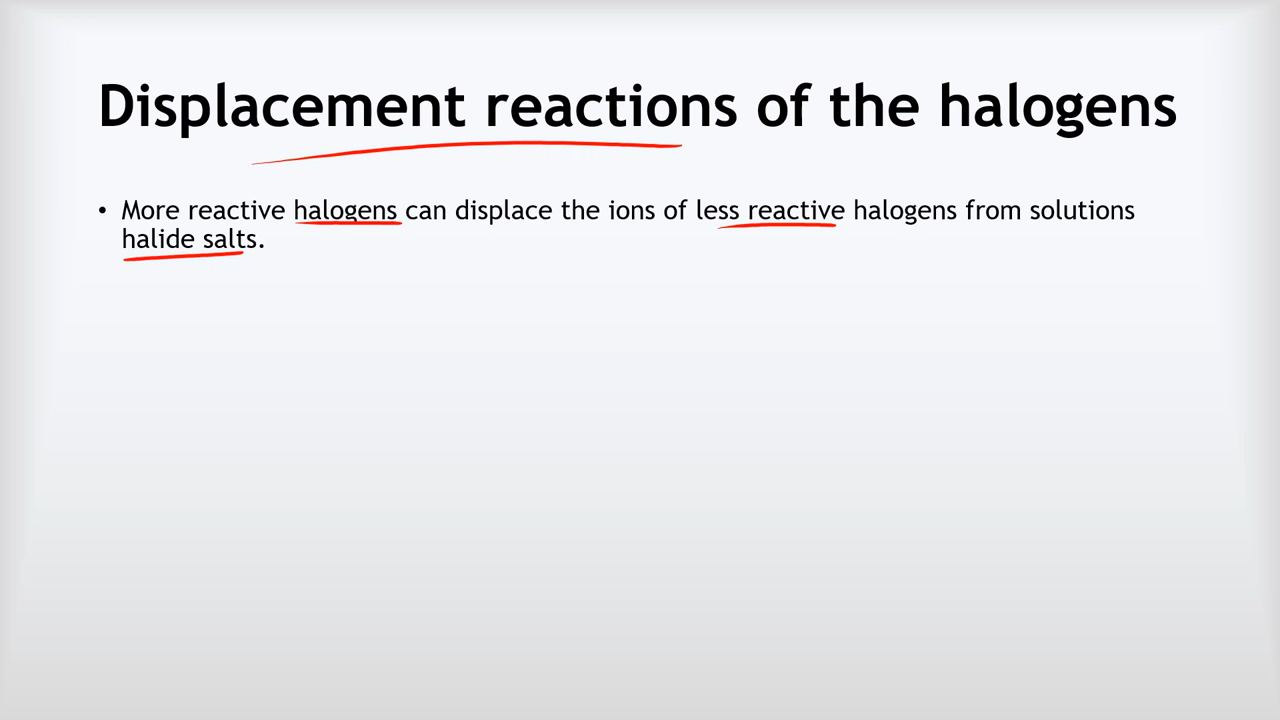 Displacement reactions of the halogens
• More reactive halogens can displace the ions of less reactive halogens from solutions
halide salts.